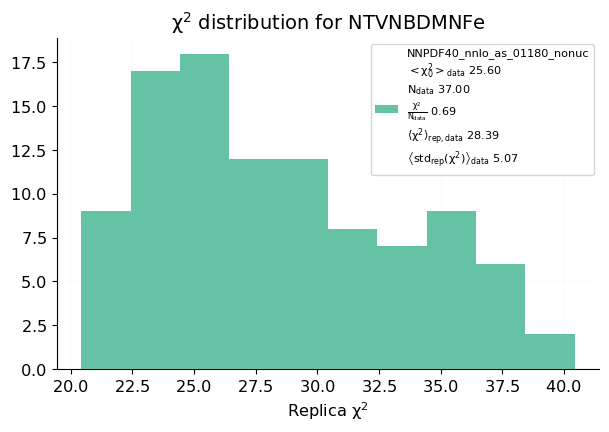 χ² distribution for NTVNBDMNFe
NNPDF40_nnlo_as_01180_nonuc
<χ²₀>data 25.60
Ndata 37.00
χ²/Ndata 0.69
⟨χ²⟩rep, data 28.39
⟨stdrep(χ²)⟩data 5.07
17.5
15.0
12.5
10.0
7.5
5.0
2.5
0.0
20.0 22.5 25.0 27.5 30.0 32.5 35.0 37.5 40.0
Replica χ²